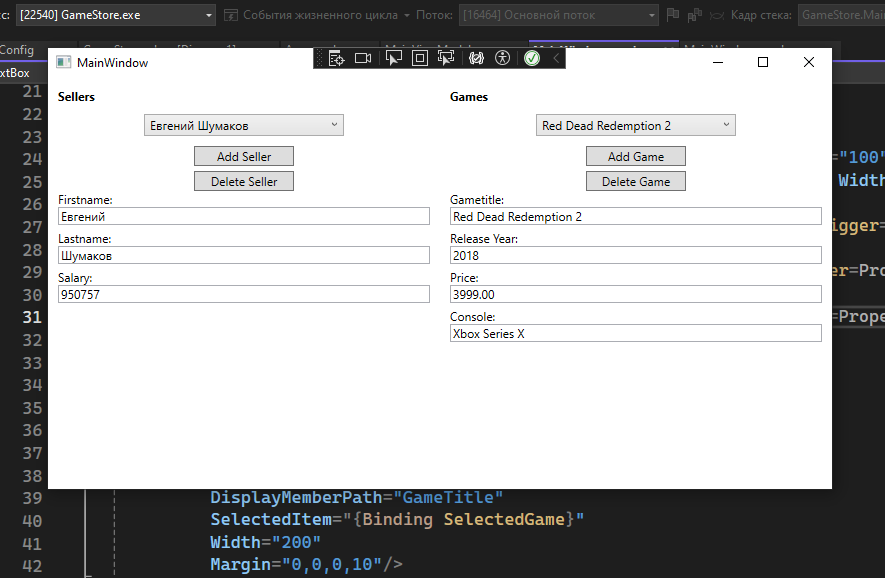 с: [22540] GameStore.exe События жизненного цикла Поток: [16464] Основной поток Кадр стека: GameStore.Main
Config
extBox
MainWindow
Sellers
Евгений Шумаков
Add Seller
Delete Seller
Firstname:
Евгений
Lastname:
Шумаков
Salary:
950757
Games
Red Dead Redemption 2
Add Game
Delete Game
Gametitle:
Red Dead Redemption 2
Release Year:
2018
Price:
3999.00
Console:
Xbox Series X
21
22
23
24 ="100"
25 Width
26
27 igger=
28
29 er=Pro
30
31 =Prope
32
33
34
35
36
37
38
39 DisplayMemberPath="GameTitle"
40 SelectedItem="{Binding SelectedGame}"
41 Width="200"
42 Margin="0,0,0,10"/>